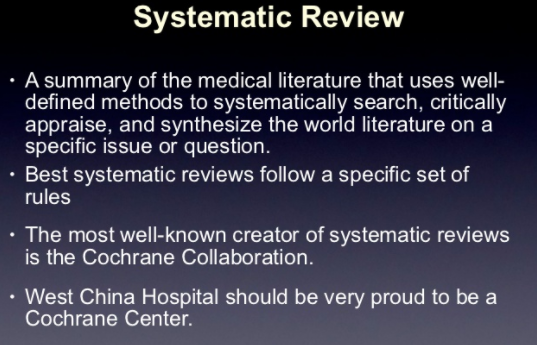 Systematic Review
• A summary of the medical literature that uses well-
defined methods to systematically search, critically
appraise, and synthesize the world literature on a
specific issue or question.
• Best systematic reviews follow a specific set of
rules
• The most well-known creator of systematic reviews
is the Cochrane Collaboration.
• West China Hospital should be very proud to be a
Cochrane Center.